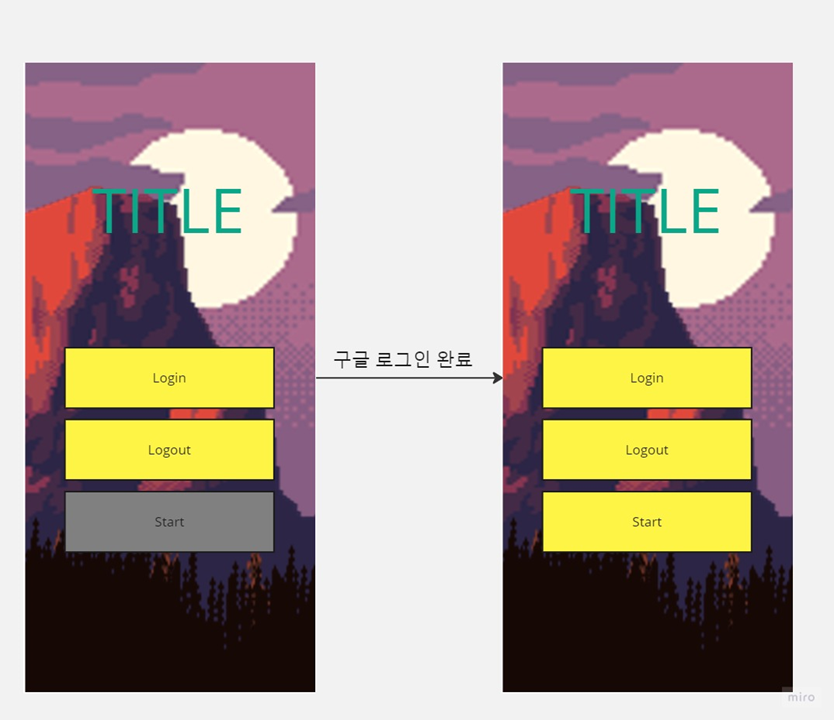 TITLE
Login
Logout
Start
구글 로그인 완료
TITLE
Login
Logout
Start
miro